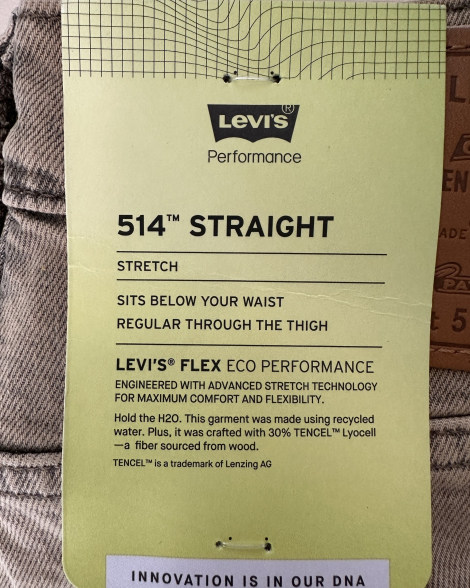 LEVI'S®
Performance
514™ STRAIGHT
STRETCH
SITS BELOW YOUR WAIST
REGULAR THROUGH THE THIGH
LEVI'S® FLEX ECO PERFORMANCE
ENGINEERED WITH ADVANCED STRETCH TECHNOLOGY
FOR MAXIMUM COMFORT AND FLEXIBILITY.
Hold the H2O. This garment was made using recycled
water. Plus, it was crafted with 30% TENCEL™ Lyocell
—a fiber sourced from wood.
TENCEL™ is a trademark of Lenzing AG
INNOVATION IS IN OUR DNA